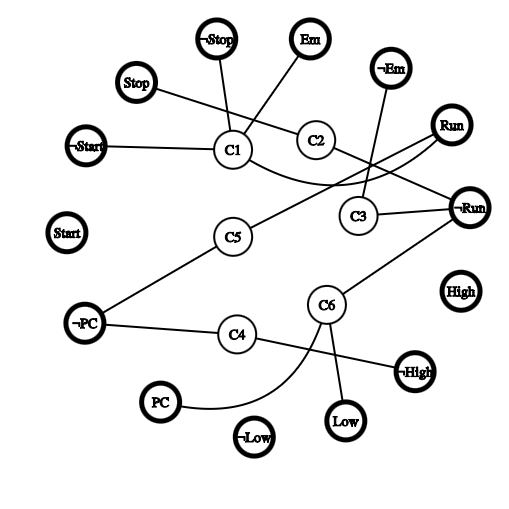 ¬Stop
Em
¬Em
Stop
Run
C2
¬Start
C1
¬Run
C3
Start
C5
High
C6
¬PC
C4
¬High
PC
Low
¬Low